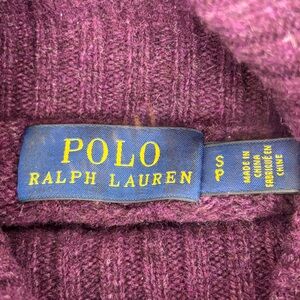 POLO
RALPH LAUREN
S
P
MADE IN
CHINA
FABRIQUÉ EN
CHINE